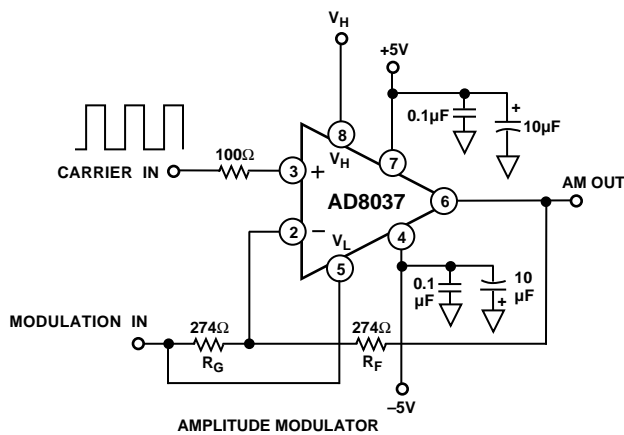 V_H
+5V
0.1µF
+
10µF
100Ω
CARRIER IN
8
V_H
7
3
+
AD8037
6
AM OUT
2
–
V_L
4
5
0.1
µF
10
µF
+
MODULATION IN
274Ω
R_G
274Ω
R_F
–5V
AMPLITUDE MODULATOR